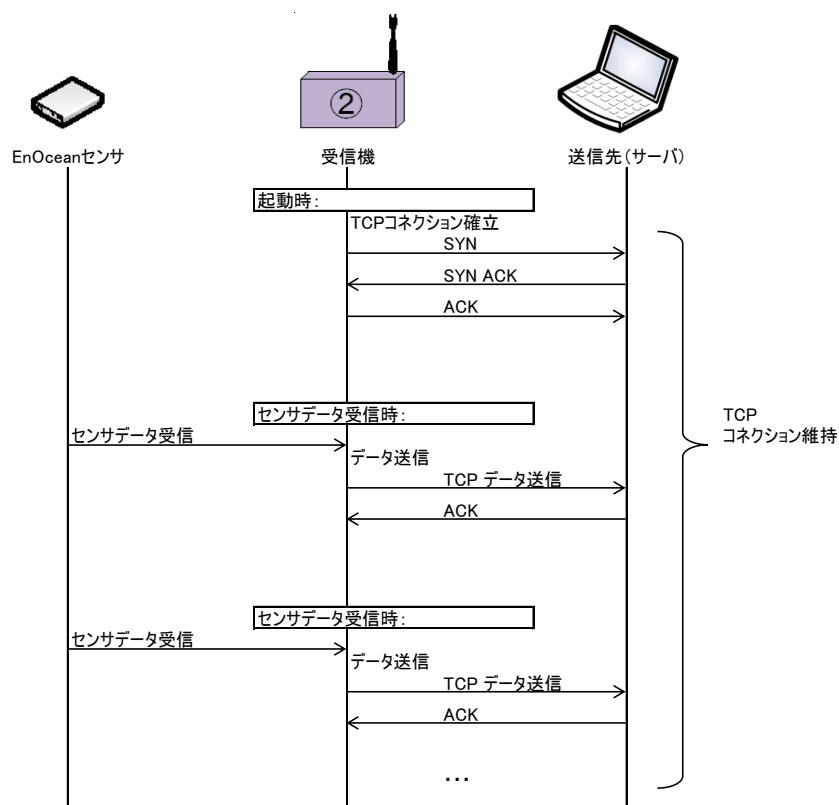 ②
EnOceanセンサ
受信機
送信先(サーバ)
起動時:
TCPコネクション確立
SYN
SYN ACK
ACK
センサデータ受信時:
センサデータ受信
データ送信
TCP データ送信
ACK
TCP
コネクション維持
センサデータ受信時:
センサデータ受信
データ送信
TCP データ送信
ACK
...